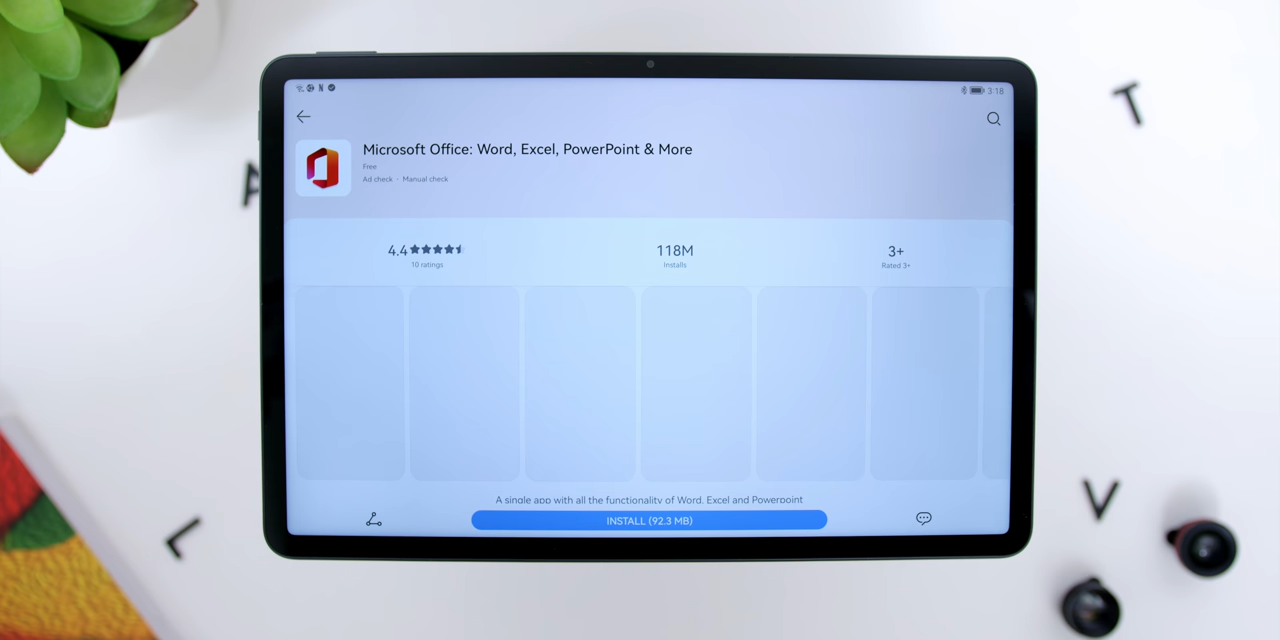 3:18
Microsoft Office: Word, Excel, PowerPoint & More
Free
Ad check · Manual check
4.4
10 ratings
118M
Installs
3+
Rated 3+
A single app with all the functionality of Word, Excel and Powerpoint
INSTALL (92.3 MB)
T
A
V
L